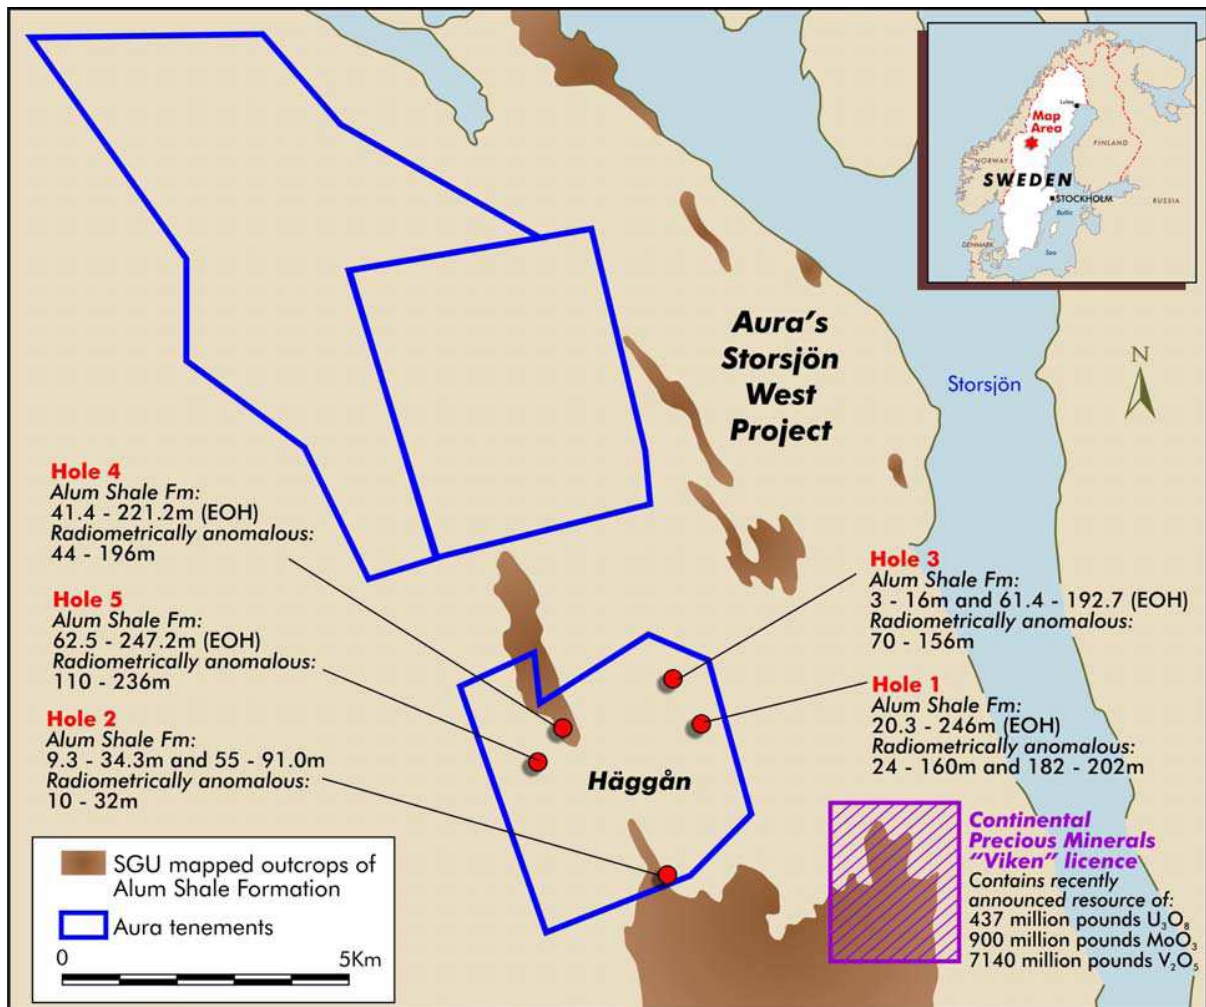 Luleå
Map
Area
NORWAY
FINLAND
SWEDEN
STOCKHOLM
RUSSIA
Baltic
DENMARK
Sea
Aura's
Storsjön
West
Project
N
Storsjön
Hole 4
Alum Shale Fm:
41.4 - 221.2m (EOH)
Radiometrically anomalous:
44 - 196m
Hole 5
Alum Shale Fm:
62.5 - 247.2m (EOH)
Radiometrically anomalous:
110 - 236m
Hole 2
Alum Shale Fm:
9.3 - 34.3m and 55 - 91.0m
Radiometrically anomalous:
10 - 32m
Hole 3
Alum Shale Fm:
3 - 16m and 61.4 - 192.7 (EOH)
Radiometrically anomalous:
70 - 156m
Hole 1
Alum Shale Fm:
20.3 - 246m (EOH)
Radiometrically anomalous:
24 - 160m and 182 - 202m
Häggån
Continental
Precious Minerals
"Viken" licence
Contains recently
announced resource of:
437 million pounds U₃O₈
900 million pounds MoO₃
7140 million pounds V₂O₅
SGU mapped outcrops of
Alum Shale Formation
Aura tenements
0 5Km